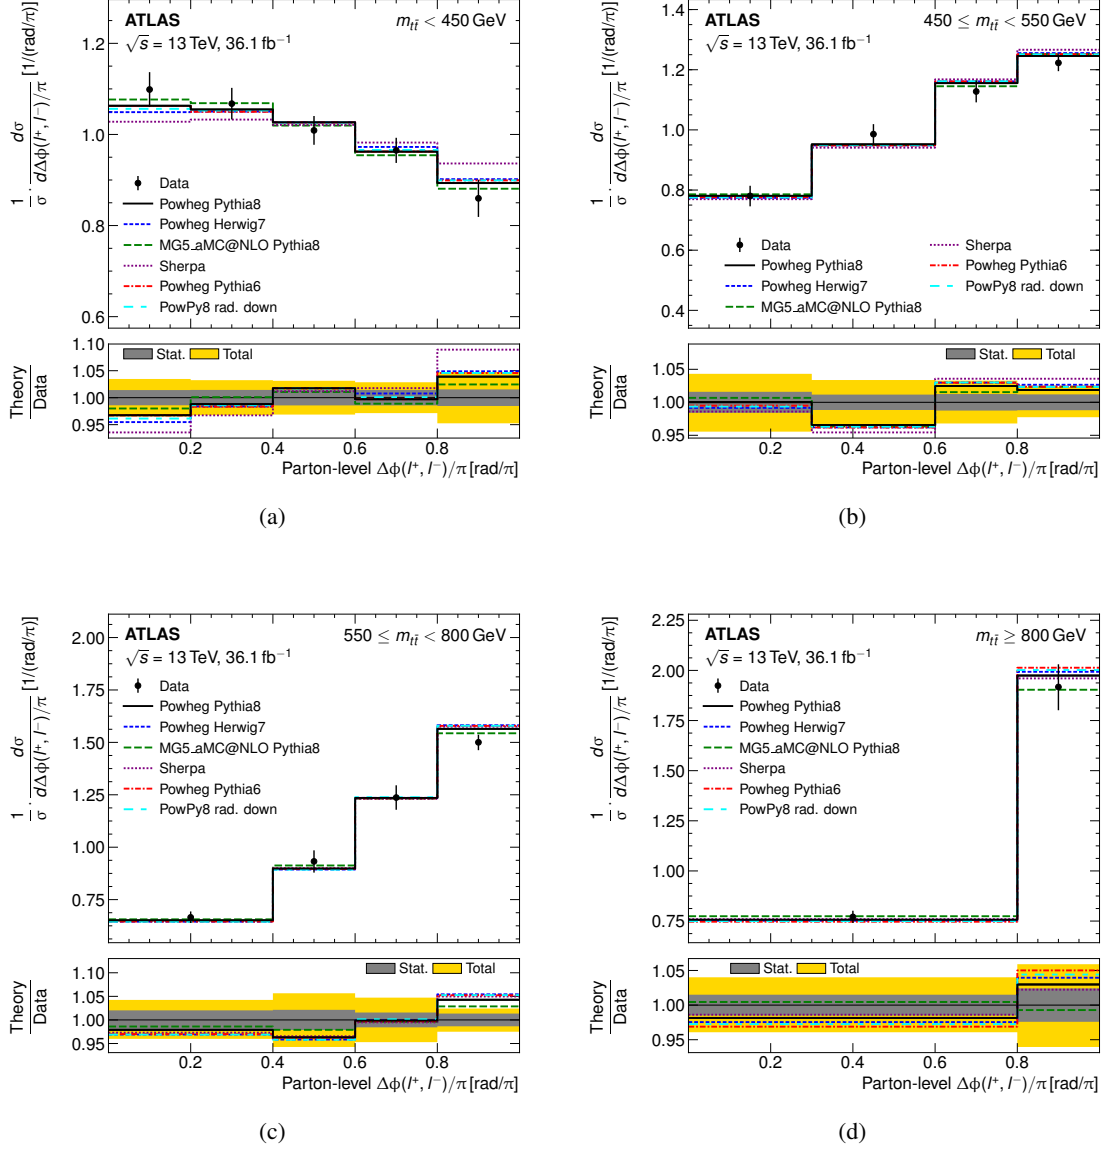 ATLAS
m_{tt̄} < 450 GeV
√s = 13 TeV, 36.1 fb⁻¹
1/σ · dσ/dΔϕ(l⁺, l⁻)/π [1/(rad/π)]
1.2
1.0
0.8
0.6
Data
Powheg Pythia8
Powheg Herwig7
MG5_aMC@NLO Pythia8
Sherpa
Powheg Pythia6
PowPy8 rad. down
Theory/Data
1.10
1.05
1.00
0.95
Stat.
Total
0.2 0.4 0.6 0.8
Parton-level Δϕ(l⁺, l⁻)/π [rad/π]
(a)
ATLAS
450 ≤ m_{tt̄} < 550 GeV
√s = 13 TeV, 36.1 fb⁻¹
1/σ · dσ/dΔϕ(l⁺, l⁻)/π [1/(rad/π)]
1.4
1.2
1.0
0.8
0.6
0.4
Data
Powheg Pythia8
Powheg Herwig7
MG5_aMC@NLO Pythia8
Sherpa
Powheg Pythia6
PowPy8 rad. down
Theory/Data
1.05
1.00
0.95
Stat.
Total
0.2 0.4 0.6 0.8
Parton-level Δϕ(l⁺, l⁻)/π [rad/π]
(b)
ATLAS
550 ≤ m_{tt̄} < 800 GeV
√s = 13 TeV, 36.1 fb⁻¹
1/σ · dσ/dΔϕ(l⁺, l⁻)/π [1/(rad/π)]
2.00
1.75
1.50
1.25
1.00
0.75
Data
Powheg Pythia8
Powheg Herwig7
MG5_aMC@NLO Pythia8
Sherpa
Powheg Pythia6
PowPy8 rad. down
Theory/Data
1.10
1.05
1.00
0.95
Stat.
Total
0.2 0.4 0.6 0.8
Parton-level Δϕ(l⁺, l⁻)/π [rad/π]
(c)
ATLAS
m_{tt̄} ≥ 800 GeV
√s = 13 TeV, 36.1 fb⁻¹
1/σ · dσ/dΔϕ(l⁺, l⁻)/π [1/(rad/π)]
2.25
2.00
1.75
1.50
1.25
1.00
0.75
Data
Powheg Pythia8
Powheg Herwig7
MG5_aMC@NLO Pythia8
Sherpa
Powheg Pythia6
PowPy8 rad. down
Theory/Data
1.05
1.00
0.95
Stat.
Total
0.2 0.4 0.6 0.8
Parton-level Δϕ(l⁺, l⁻)/π [rad/π]
(d)